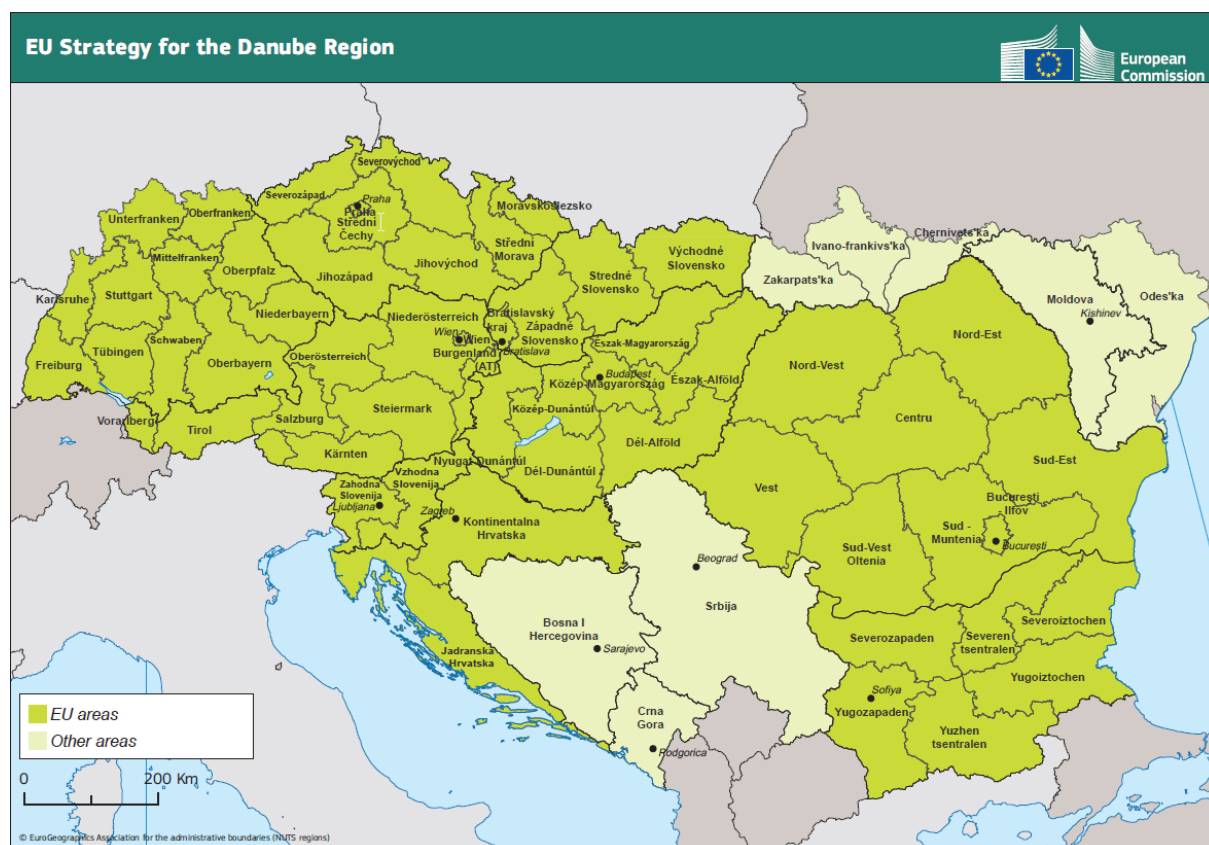 EU Strategy for the Danube Region
European
Commission
Severovýchod
Severozápad
Praha
Praha
Střední
Čechy
Moravskoslezsko
Unterfranken
Oberfranken
Mittelfranken
Oberpfalz
Jihozápad
Jihovýchod
Střední
Morava
Stredné
Slovensko
Východné
Slovensko
Zakarpats'ka
Ivano-frankivs'ka
Chernivets'ka
Moldova
Kishinev
Odes'ka
Karlsruhe
Stuttgart
Niederbayern
Niederösterreich
Wien
Wien
Bratislavský
kraj
Bratislava
Západné
Slovensko
Burgenland
(AT)
Észak-Magyarország
Nord-Vest
Nord-Est
Freiburg
Tübingen
Schwaben
Oberbayern
Oberösterreich
Budapest
Közép-Magyarország
Észak-Alföld
Vorarlberg
Tirol
Salzburg
Steiermark
Közép-Dunántúl
Centru
Kärnten
Nyugat-Dunántúl
Dél-Dunántúl
Dél-Alföld
Sud-Est
Zahodna
Slovenija
Ljubljana
Vzhodna
Slovenija
Zagreb
Kontinentalna
Hrvatska
Vest
Bucureşti
- Ilfov
Sud -
Muntenia
Bucureşti
Sud-Vest
Oltenia
Beograd
Srbija
Bosna I
Hercegovina
Sarajevo
Jadranska
Hrvatska
Severozapaden
Severen
tsentralen
Severoiztochen
Yugoiztochen
Sofiya
Yugozapaden
Yuzhen
tsentralen
Crna
Gora
Podgorica
EU areas
Other areas
0 200 Km
© EuroGeographics Association for the administrative boundaries (NUTS regions)